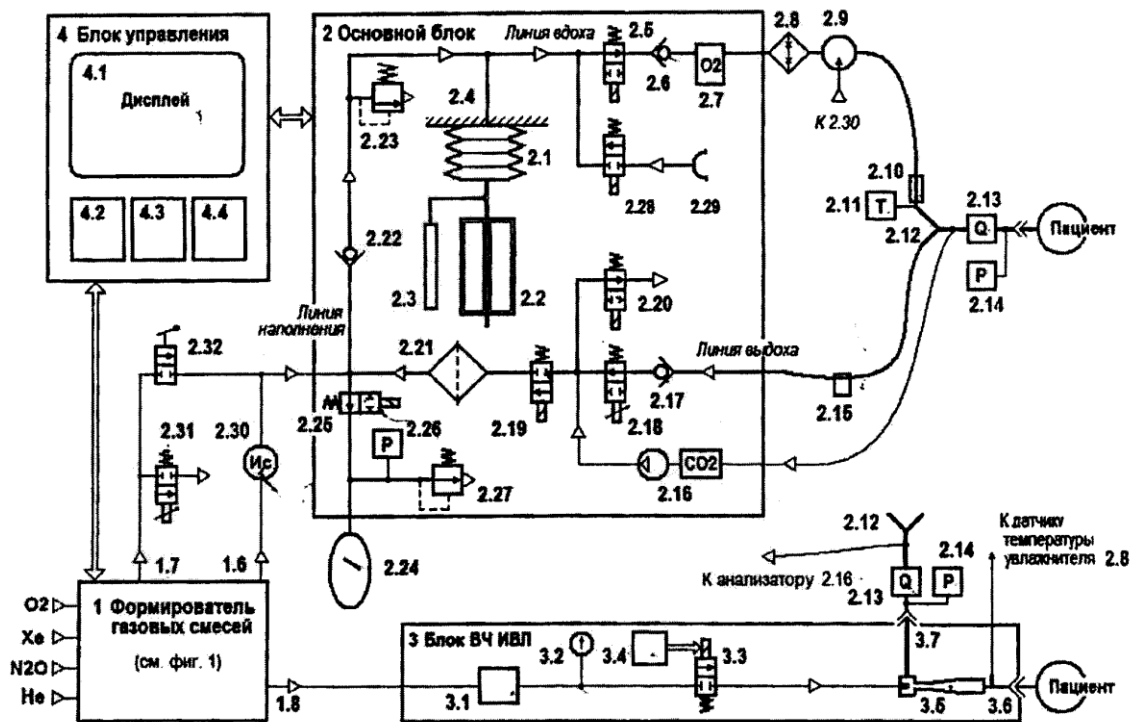 4 Блок управления
4.1
Дисплей
4.2
4.3
4.4
2 Основной блок
Линия вдоха
2.5
2.6
O2
2.7
2.8
2.9
К 2.30
2.4
2.23
2.1
2.28
2.29
2.10
2.11
T
2.12
2.13
Q
Пациент
P
2.14
2.22
2.3
2.2
2.20
Линия
наполнения
2.32
2.21
Линия выдоха
2.25
2.26
2.19
2.18
2.17
2.15
2.31
2.30
Ис
P
2.27
2.16
CO2
2.24
1.7
1.6
O2
Xe
N2O
He
1 Формирователь
газовых смесей
(см. фиг. 1)
1.8
2.12
К анализатору 2.16
2.14
Q
P
2.13
К датчику
температуры
увлажнителя 2.8
3 Блок ВЧ ИВЛ
3.1
3.2
3.4
3.3
3.7
3.5
3.6
Пациент